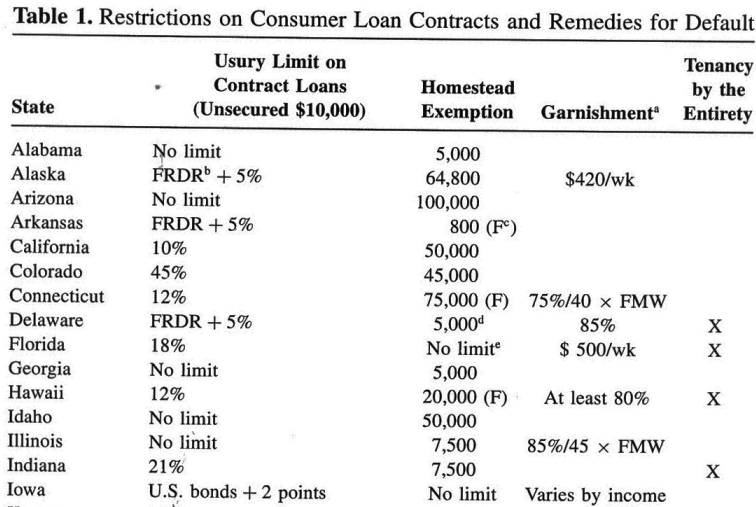 Table 1. Restrictions on Consumer Loan Contracts and Remedies for Default
Usury Limit on Tenancy
Contract Loans Homestead by the
State (Unsecured $10,000) Exemption Garnishmentᵃ Entirety
Alabama No limit 5,000
Alaska FRDRᵇ + 5% 64,800 $420/wk
Arizona No limit 100,000
Arkansas FRDR + 5% 800 (Fᶜ)
California 10% 50,000
Colorado 45% 45,000
Connecticut 12% 75,000 (F) 75%/40 × FMW
Delaware FRDR + 5% 5,000ᵈ 85% X
Florida 18% No limitᵉ $ 500/wk X
Georgia No limit 5,000
Hawaii 12% 20,000 (F) At least 80% X
Idaho No limit 50,000
Illinois No limit 7,500 85%/45 × FMW
Indiana 21% 7,500 X
Iowa U.S. bonds + 2 points No limit Varies by income